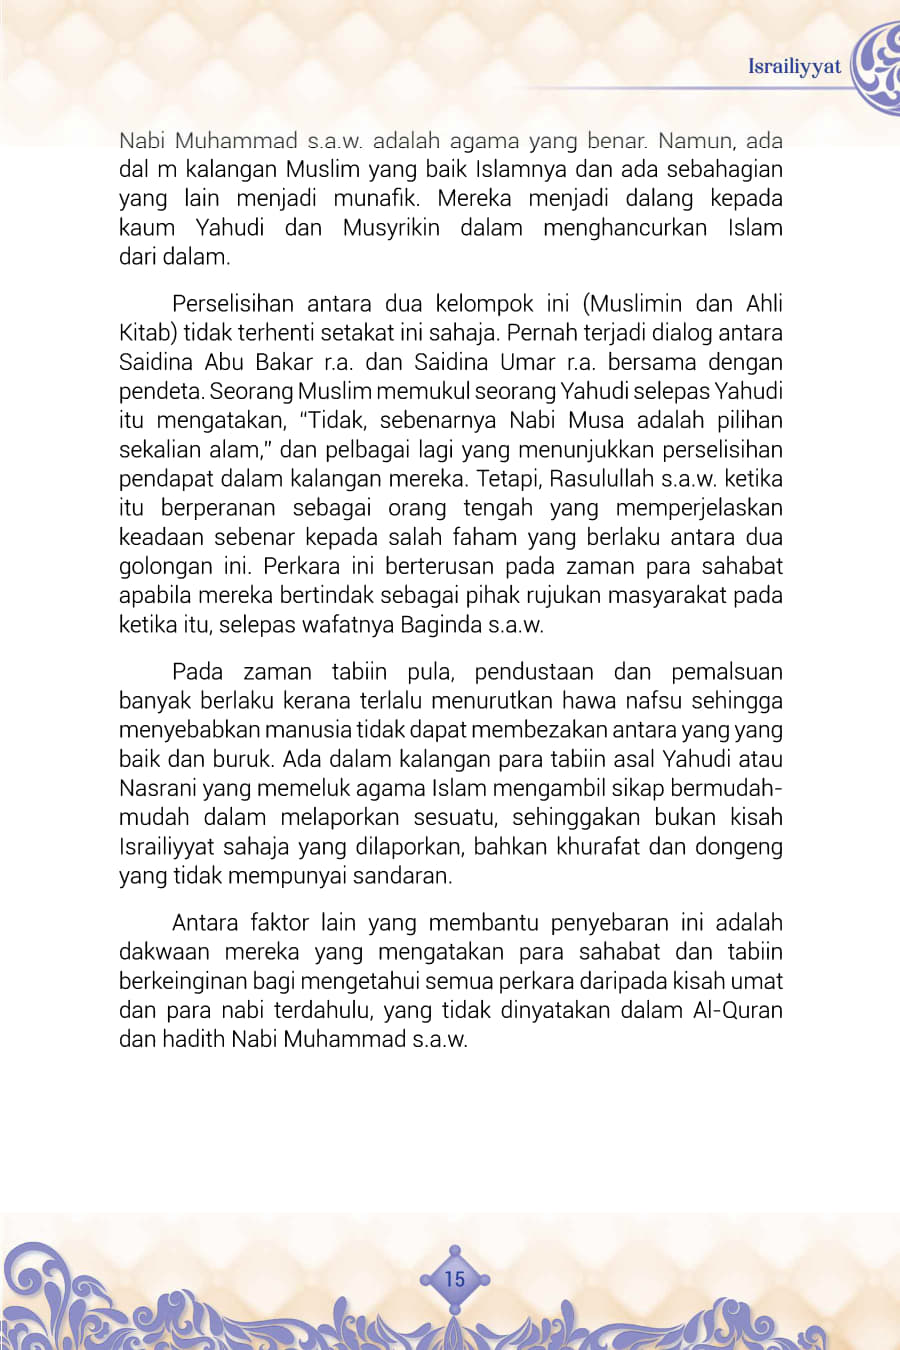 Israiliyyat
Nabi Muhammad s.a.w. adalah agama yang benar. Namun, ada
dal m kalangan Muslim yang baik Islamnya dan ada sebahagian
yang lain menjadi munafik. Mereka menjadi dalang kepada
kaum Yahudi dan Musyrikin dalam menghancurkan Islam
dari dalam.
Perselisihan antara dua kelompok ini (Muslimin dan Ahli
Kitab) tidak terhenti setakat ini sahaja. Pernah terjadi dialog antara
Saidina Abu Bakar r.a. dan Saidina Umar r.a. bersama dengan
pendeta. Seorang Muslim memukul seorang Yahudi selepas Yahudi
itu mengatakan, “Tidak, sebenarnya Nabi Musa adalah pilihan
sekalian alam,” dan pelbagai lagi yang menunjukkan perselisihan
pendapat dalam kalangan mereka. Tetapi, Rasulullah s.a.w. ketika
itu berperanan sebagai orang tengah yang memperjelaskan
keadaan sebenar kepada salah faham yang berlaku antara dua
golongan ini. Perkara ini berterusan pada zaman para sahabat
apabila mereka bertindak sebagai pihak rujukan masyarakat pada
ketika itu, selepas wafatnya Baginda s.a.w.
Pada zaman tabiin pula, pendustaan dan pemalsuan
banyak berlaku kerana terlalu menurutkan hawa nafsu sehingga
menyebabkan manusia tidak dapat membezakan antara yang yang
baik dan buruk. Ada dalam kalangan para tabiin asal Yahudi atau
Nasrani yang memeluk agama Islam mengambil sikap bermudah-
mudah dalam melaporkan sesuatu, sehinggakan bukan kisah
Israiliyyat sahaja yang dilaporkan, bahkan khurafat dan dongeng
yang tidak mempunyai sandaran.
Antara faktor lain yang membantu penyebaran ini adalah
dakwaan mereka yang mengatakan para sahabat dan tabiin
berkeinginan bagi mengetahui semua perkara daripada kisah umat
dan para nabi terdahulu, yang tidak dinyatakan dalam Al-Quran
dan hadith Nabi Muhammad s.a.w.
15